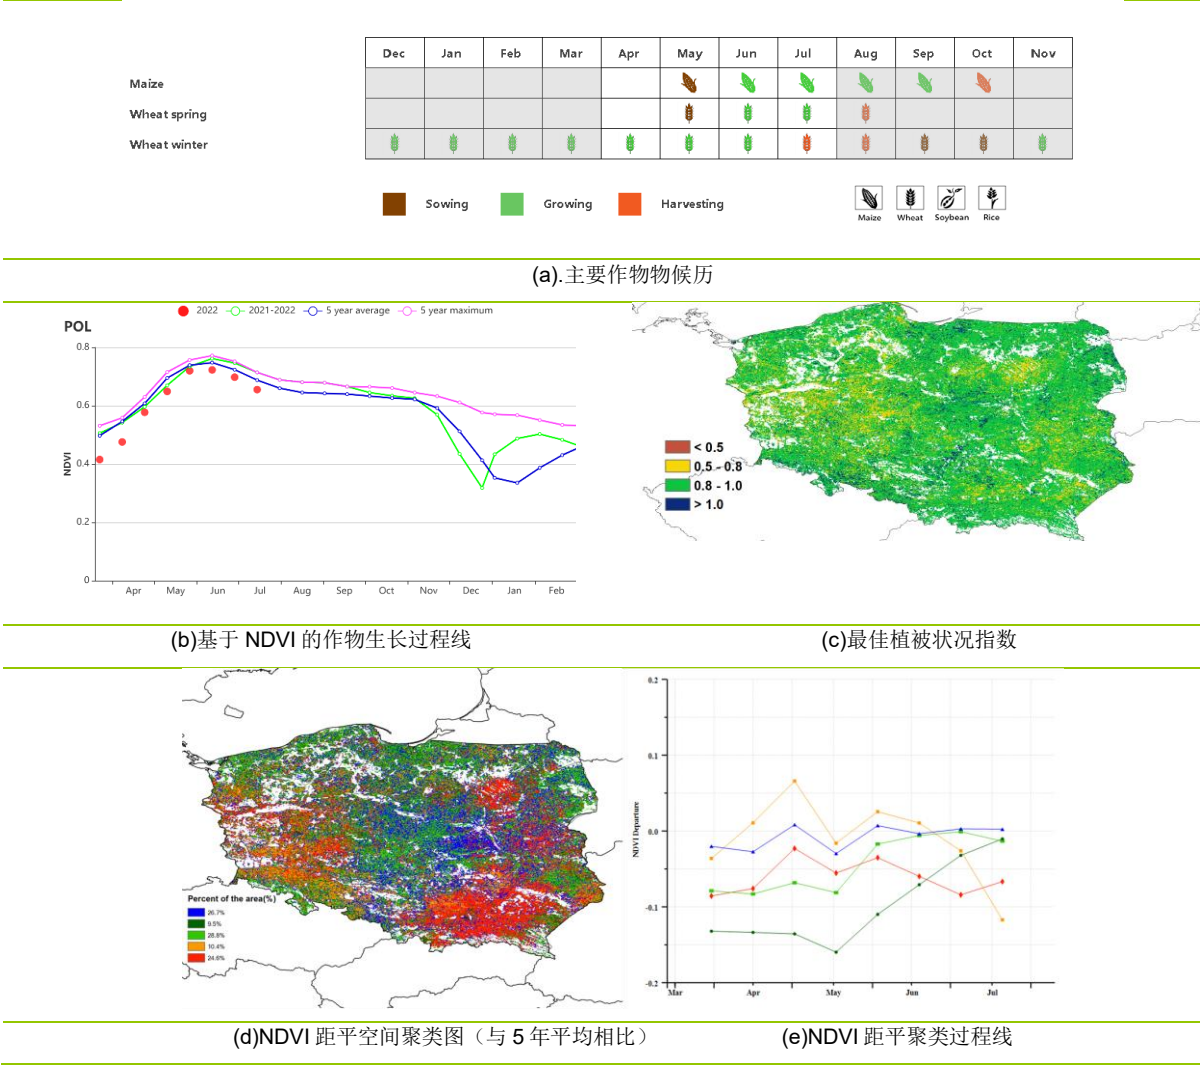 Dec Jan Feb Mar Apr May Jun Jul Aug Sep Oct Nov
Maize
Wheat spring
Wheat winter
Sowing Growing Harvesting
Maize Wheat Soybean Rice
(a).主要作物物候历
2022 2021-2022 5 year average 5 year maximum
POL
0.8
0.6
0.4
0.2
0
NDVI
Apr May Jun Jul Aug Sep Oct Nov Dec Jan Feb
< 0.5
0.5 - 0.8
0.8 - 1.0
> 1.0
(b)基于 NDVI 的作物生长过程线
(c)最佳植被状况指数
Percent of the area(%)
26.7%
9.5%
28.8%
10.4%
24.6%
0.2
0.1
0.0
-0.1
-0.2
NDVI Departure
Mar Apr May Jun Jul
(d)NDVI 距平空间聚类图（与 5 年平均相比）
(e)NDVI 距平聚类过程线